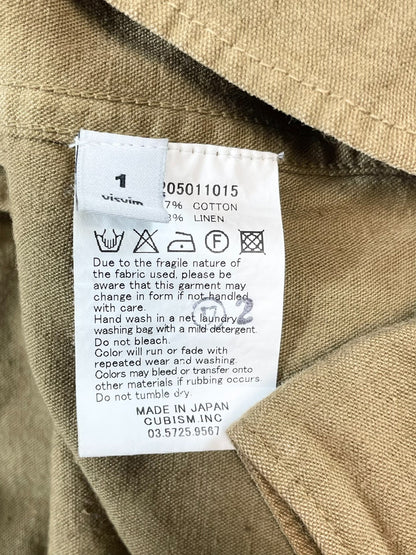 1
visvim
205011015
7% COTTON
3% LINEN
F
Due to the fragile nature of
the fabric used, please be
aware that this garment may
change in form if not handled
with care.
Hand wash in a net laundry
washing bag with a mild detergent.
Do not bleach.
Color will run or fade with
repeated wear and washing.
Colors may bleed or transfer onto
other materials if rubbing occurs.
Do not tumble dry.
2
MADE IN JAPAN
CUBISM.INC
03.5725.9567